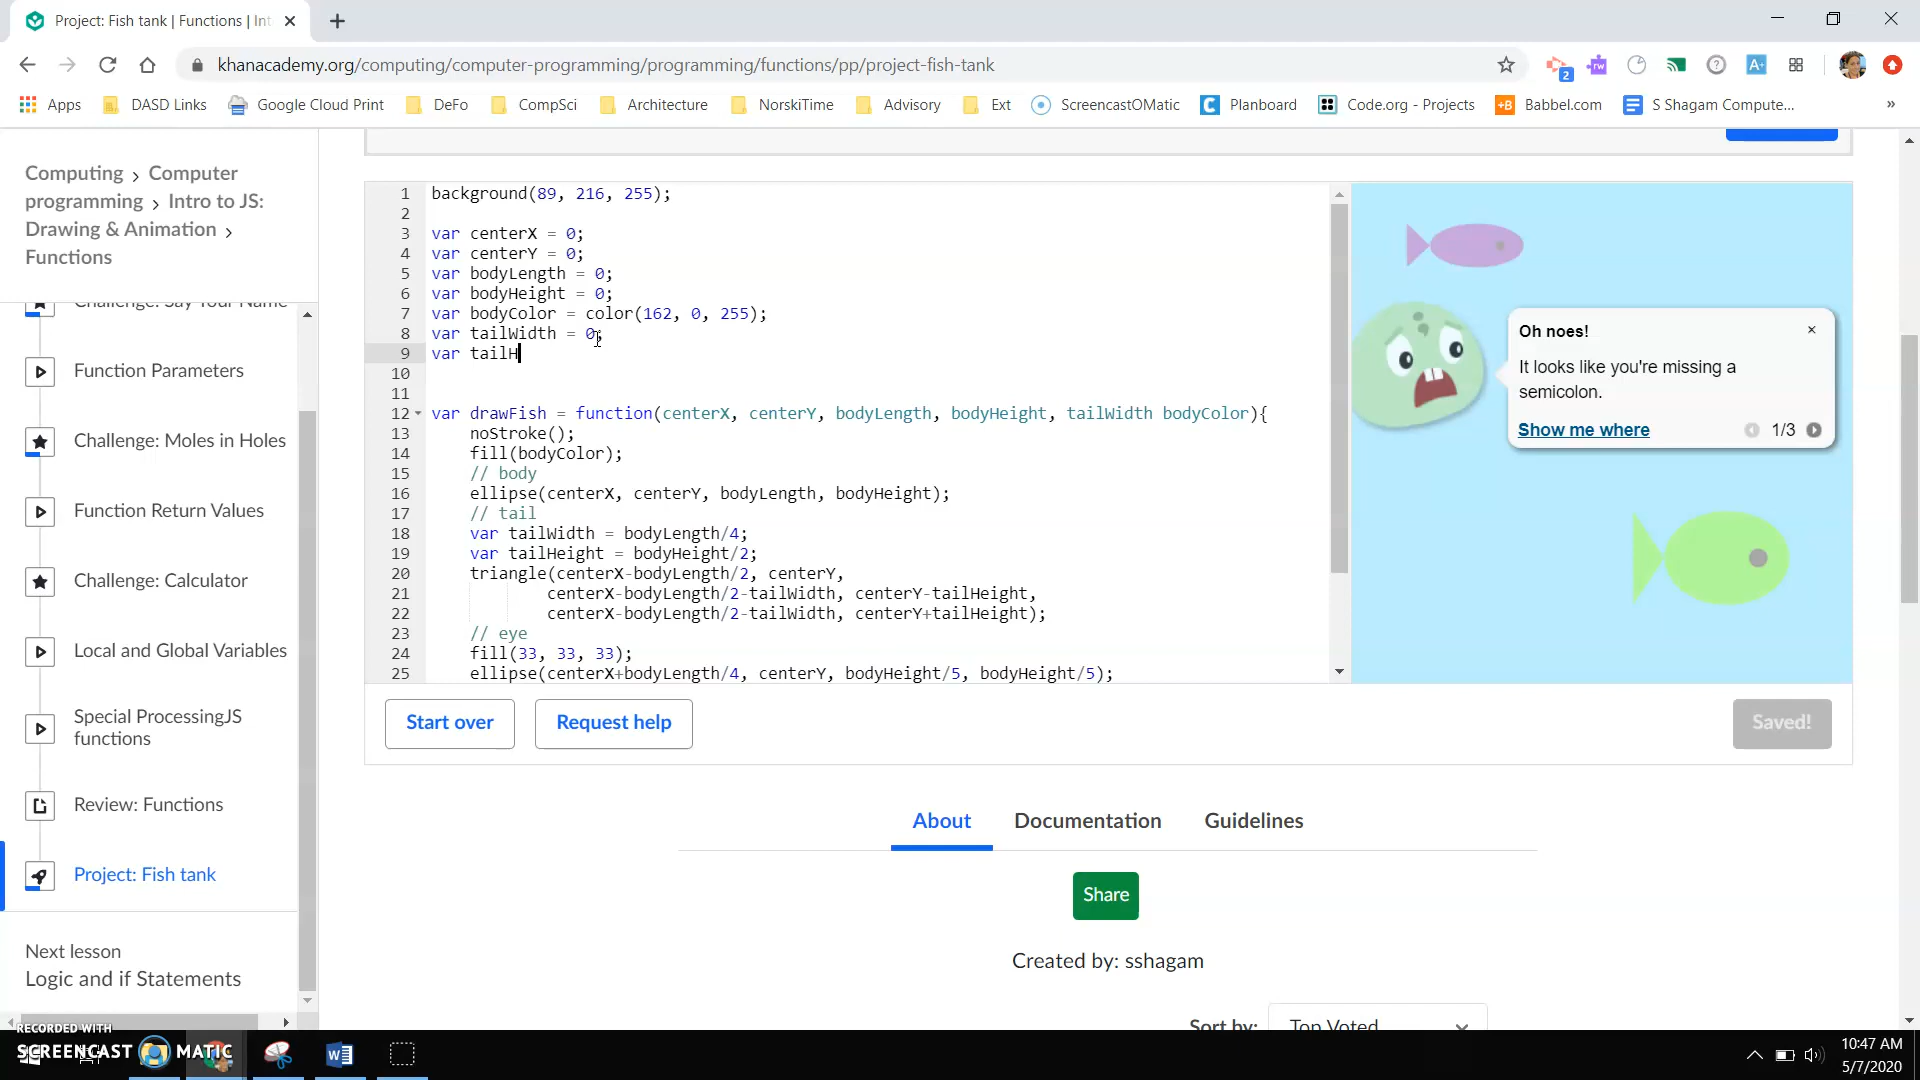 Project: Fish tank | Functions | Int
khanacademy.org/computing/computer-programming/programming/functions/pp/project-fish-tank
2
rw
A+
Apps
DASD Links
Google Cloud Print
DeFo
CompSci
Architecture
NorskiTime
Advisory
Ext
ScreencastOMatic
Planboard
Code.org - Projects
+B Babbel.com
S Shagam Compute...
»
Computing > Computer
programming > Intro to JS:
Drawing & Animation >
Functions
Challenge: Say Your Name
Function Parameters
Challenge: Moles in Holes
Function Return Values
Challenge: Calculator
Local and Global Variables
Special ProcessingJS
functions
Review: Functions
Project: Fish tank
Next lesson
Logic and if Statements
1 background(89, 216, 255);
2
3 var centerX = 0;
4 var centerY = 0;
5 var bodyLength = 0;
6 var bodyHeight = 0;
7 var bodyColor = color(162, 0, 255);
8 var tailWidth = 0;
9 var tailH
10
11
12 var drawFish = function(centerX, centerY, bodyLength, bodyHeight, tailWidth bodyColor){
13 noStroke();
14 fill(bodyColor);
15 // body
16 ellipse(centerX, centerY, bodyLength, bodyHeight);
17 // tail
18 var tailWidth = bodyLength/4;
19 var tailHeight = bodyHeight/2;
20 triangle(centerX-bodyLength/2, centerY,
21 centerX-bodyLength/2-tailWidth, centerY-tailHeight,
22 centerX-bodyLength/2-tailWidth, centerY+tailHeight);
23 // eye
24 fill(33, 33, 33);
25 ellipse(centerX+bodyLength/4, centerY, bodyHeight/5, bodyHeight/5);
Oh noes!
It looks like you're missing a
semicolon.
Show me where
1/3
Start over
Request help
Saved!
About
Documentation
Guidelines
Share
Created by: sshagam
Sort by:
Top Voted
RECORDED WITH
SCREENCAST MATIC
10:47 AM
5/7/2020